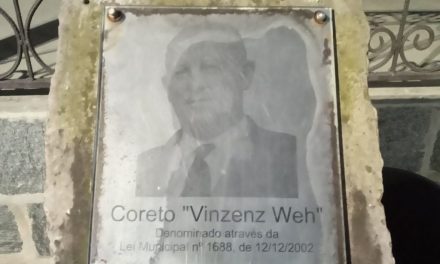 Coreto "Vinzenz Weh"
Denominado através da
Lei Municipal nº 1688, de 12/12/2002